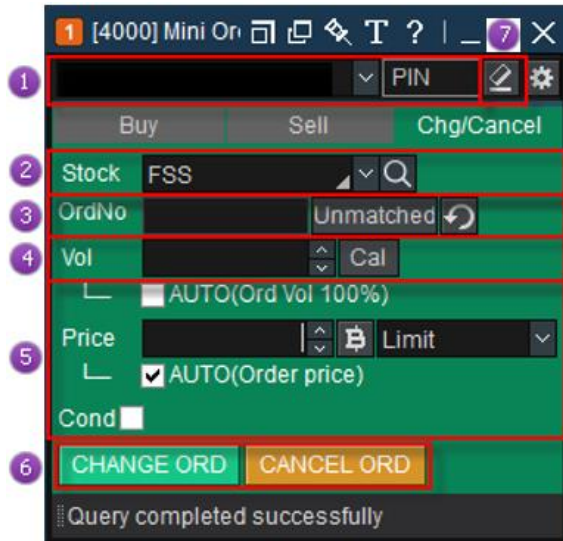 1 [4000] Mini Or T ? 7
1 PIN
Buy Sell Chg/Cancel
2 Stock FSS
3 OrdNo Unmatched
4 Vol Cal
AUTO(Ord Vol 100%)
5 Price Limit
AUTO(Order price)
Cond
6 CHANGE ORD CANCEL ORD
Query completed successfully